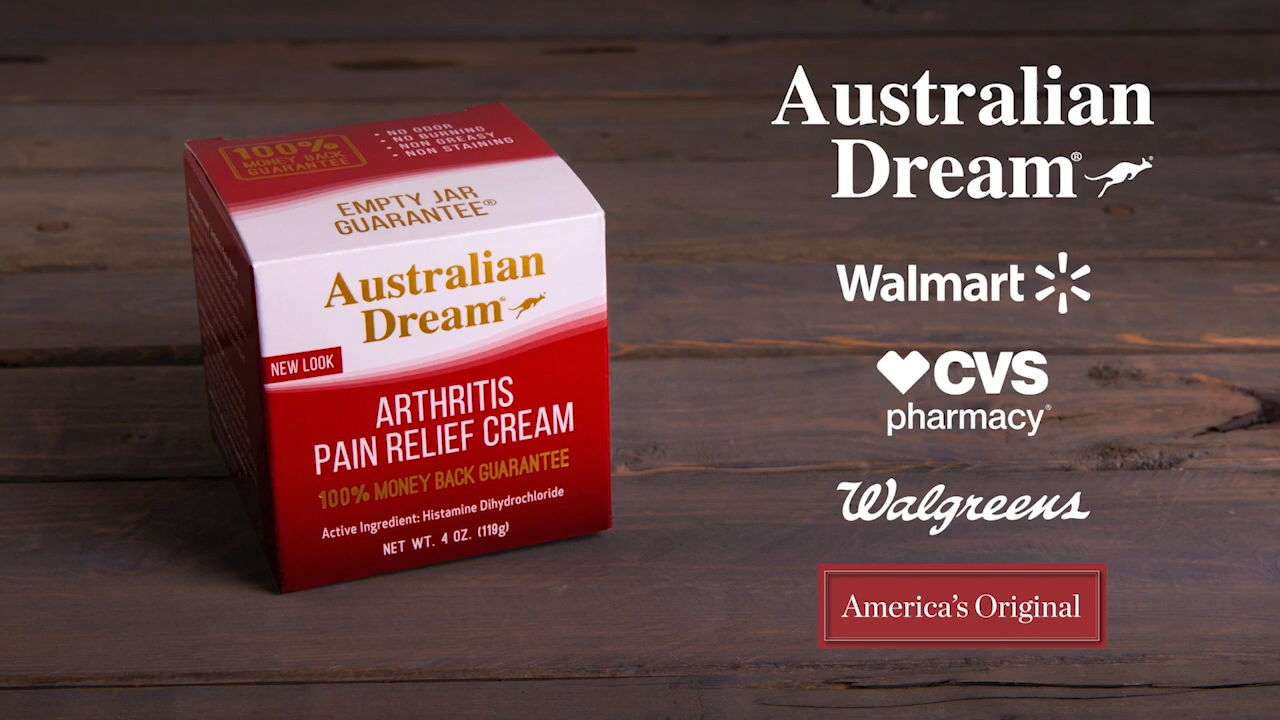 100%
MONEY BACK
GUARANTEE
• NO ODOR
• NO BURNING
• NON GREASY
• NON STAINING
EMPTY JAR
GUARANTEE®
Australian
Dream®
NEW LOOK
ARTHRITIS
PAIN RELIEF CREAM
100% MONEY BACK GUARANTEE
Active Ingredient: Histamine Dihydrochloride
NET WT. 4 OZ. (119g)
Australian
Dream®
Walmart
CVS
pharmacy®
Walgreens
America's Original